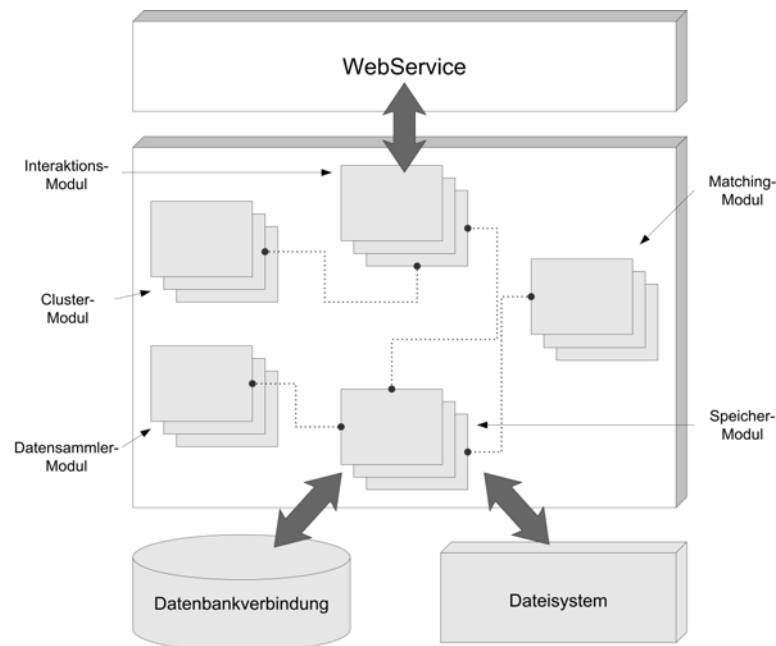 WebService
Interaktions-
Modul
Matching-
Modul
Cluster-
Modul
Datensammler-
Modul
Speicher-
Modul
Datenbankverbindung
Dateisystem